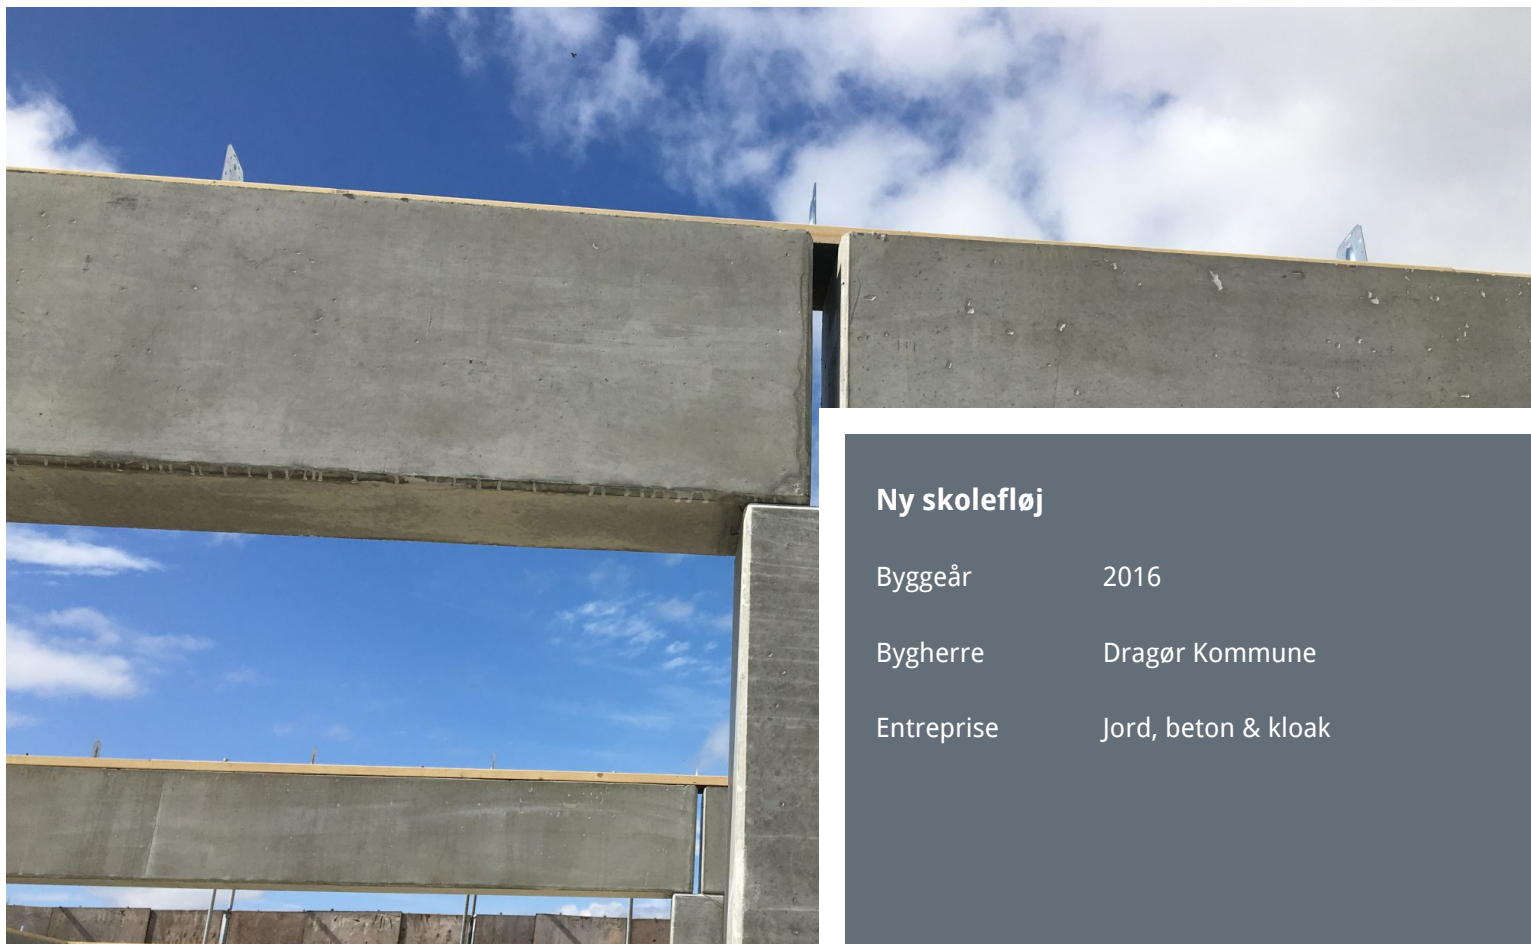 Ny skolefløj
Byggeår 2016
Bygherre Dragør Kommune
Entreprise Jord, beton & kloak